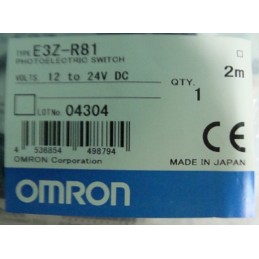 TYPE E3Z-R81
PHOTOELECTRIC SWITCH
2m
VOLTS 12 to 24V DC
QTY.
1
LOT No 04304
CE
4 536854 498794
MADE IN JAPAN
OMRON Corporation
OMRON